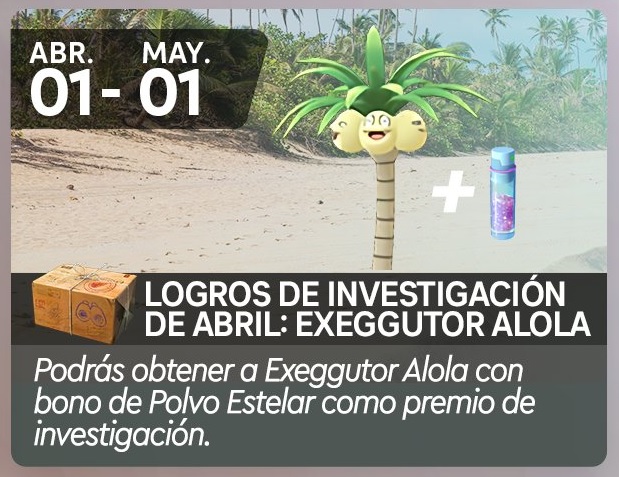 ABR. MAY.
01 - 01
LOGROS DE INVESTIGACIÓN
DE ABRIL: EXEGGUTOR ALOLA
Podrás obtener a Exeggutor Alola con
bono de Polvo Estelar como premio de
investigación.